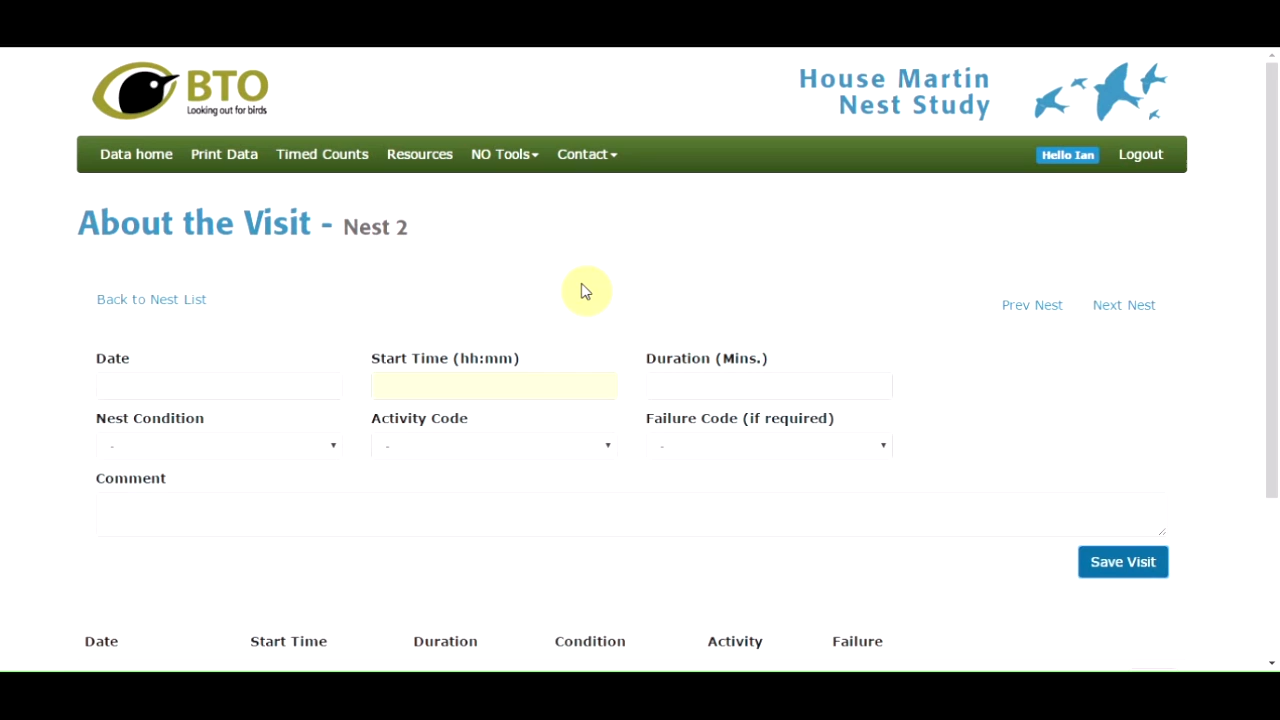 BTO
Looking out for birds
House Martin
Nest Study
Data home Print Data Timed Counts Resources NO Tools Contact Hello Ian Logout
About the Visit - Nest 2
Back to Nest List Prev Nest Next Nest
Date Start Time (hh:mm) Duration (Mins.)
Nest Condition Activity Code Failure Code (if required)
- - -
Comment
Save Visit
Date Start Time Duration Condition Activity Failure